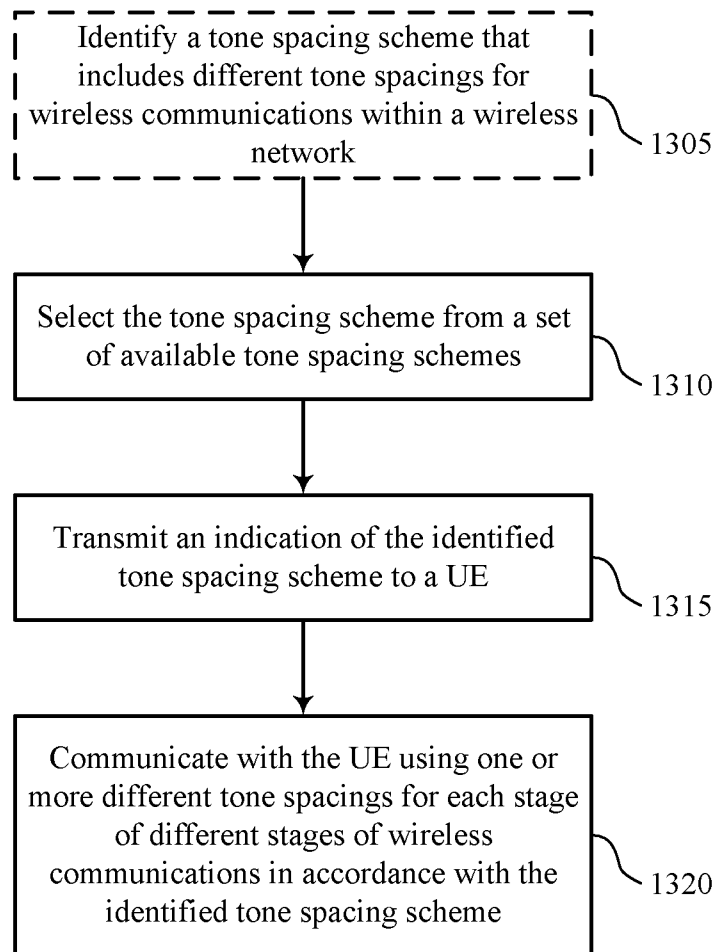 Identify a tone spacing scheme that
includes different tone spacings for
wireless communications within a wireless
network
1305
Select the tone spacing scheme from a set
of available tone spacing schemes
1310
Transmit an indication of the identified
tone spacing scheme to a UE
1315
Communicate with the UE using one or
more different tone spacings for each stage
of different stages of wireless
communications in accordance with the
identified tone spacing scheme
1320